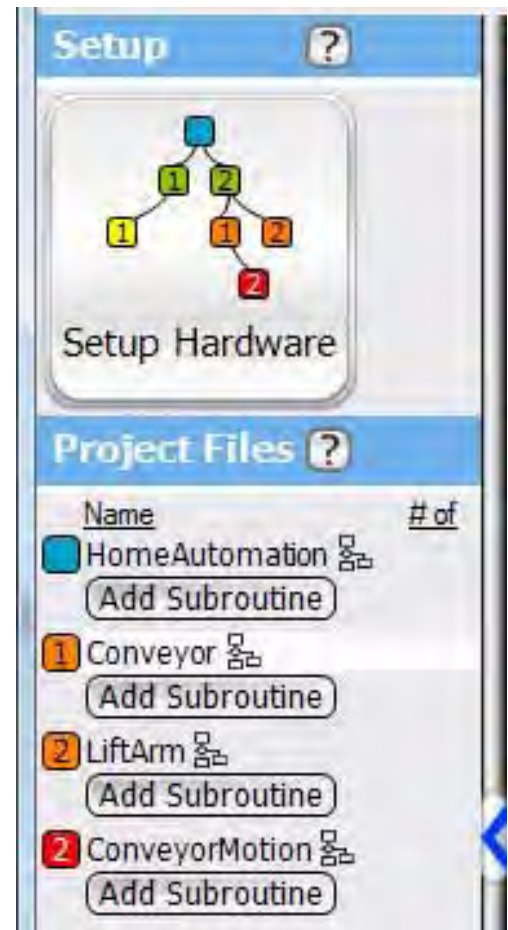 Setup ?
1 2
1 1 2
2
Setup Hardware
Project Files ?
Name # of
HomeAutomation
Add Subroutine
1 Conveyor
Add Subroutine
2 LiftArm
Add Subroutine
2 ConveyorMotion
Add Subroutine